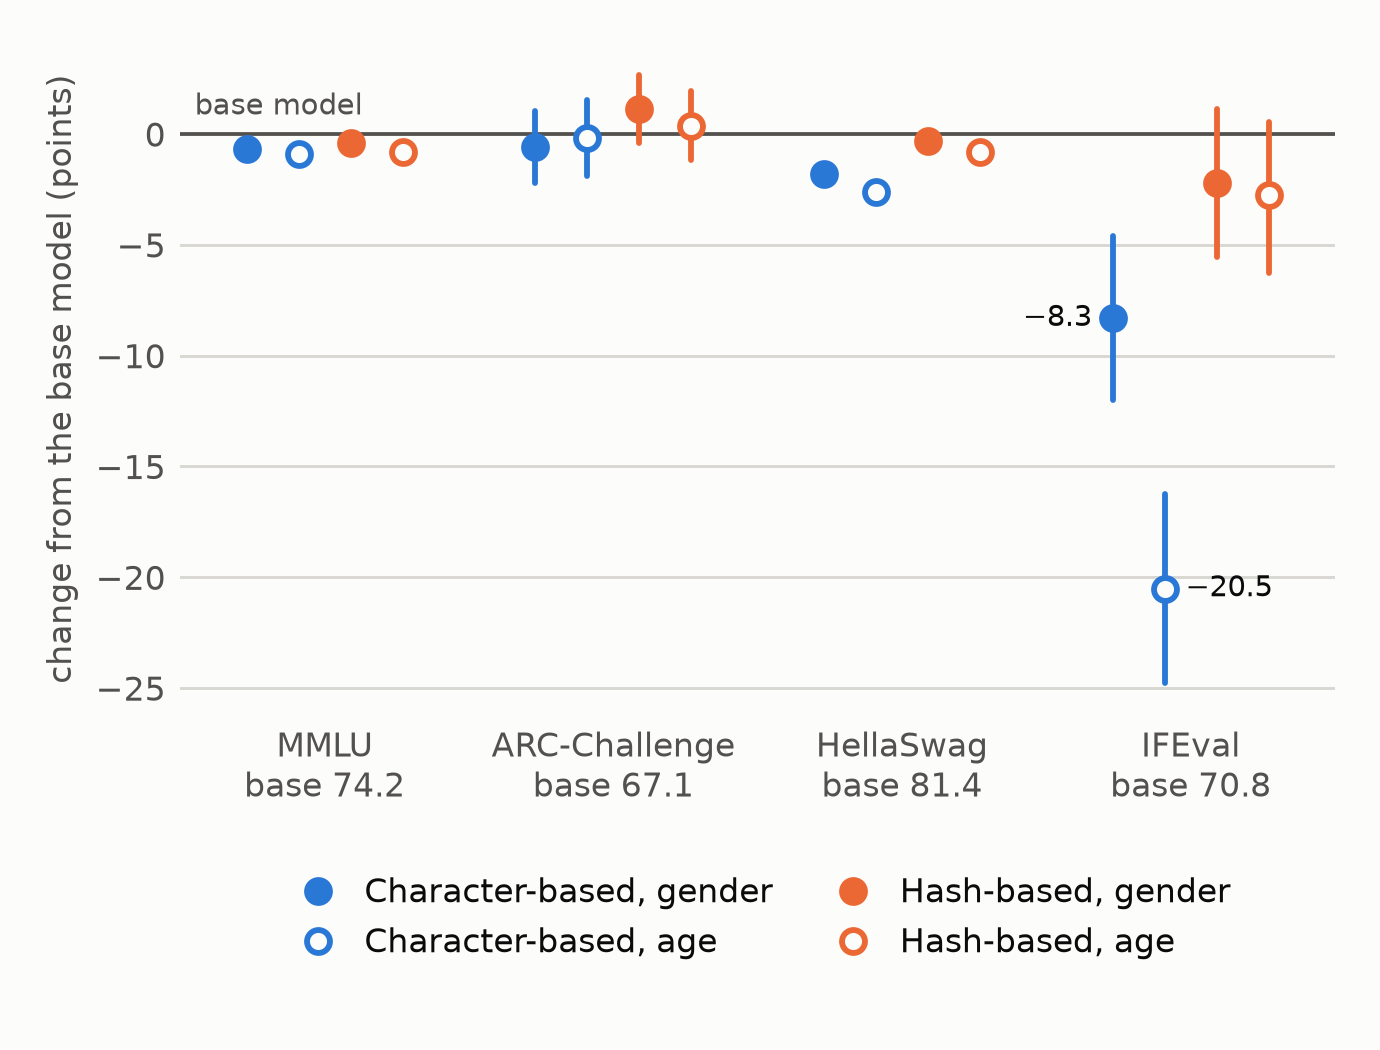 change from the base model (points)
base model
0
−5
−10
−15
−20
−25
−8.3
−20.5
MMLU
base 74.2
ARC-Challenge
base 67.1
HellaSwag
base 81.4
IFEval
base 70.8
Character-based, gender
Character-based, age
Hash-based, gender
Hash-based, age